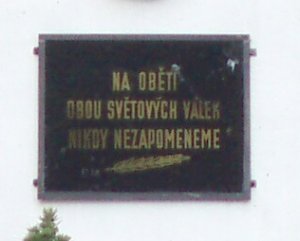 NA OBĚTI
OBOU SVĚTOVÝCH VÁLEK
NIKDY NEZAPOMENEME